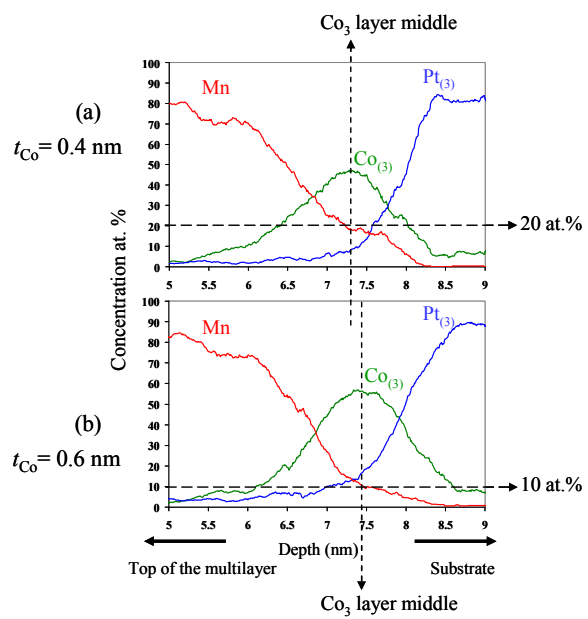 Co3 layer middle
(a)
tCo= 0.4 nm
Concentration at. %
100
90
80
70
60
50
40
30
20
10
0
Mn
Pt(3)
Co(3)
20 at.%
5 5.5 6 6.5 7 7.5 8 8.5 9
(b)
tCo= 0.6 nm
100
90
80
70
60
50
40
30
20
10
0
Mn
Pt(3)
Co(3)
10 at.%
5 5.5 6 6.5 7 7.5 8 8.5 9
Depth (nm)
Top of the multilayer
Substrate
Co3 layer middle